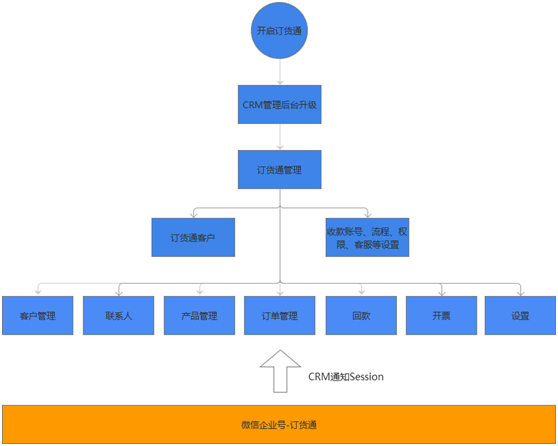 开启订货通
CRM管理后台升级
订货通管理
订货通客户
收款账号、流程、权
限、客服等设置
客户管理
联系人
产品管理
订单管理
回款
开票
设置
CRM通知Session
微信企业号-订货通